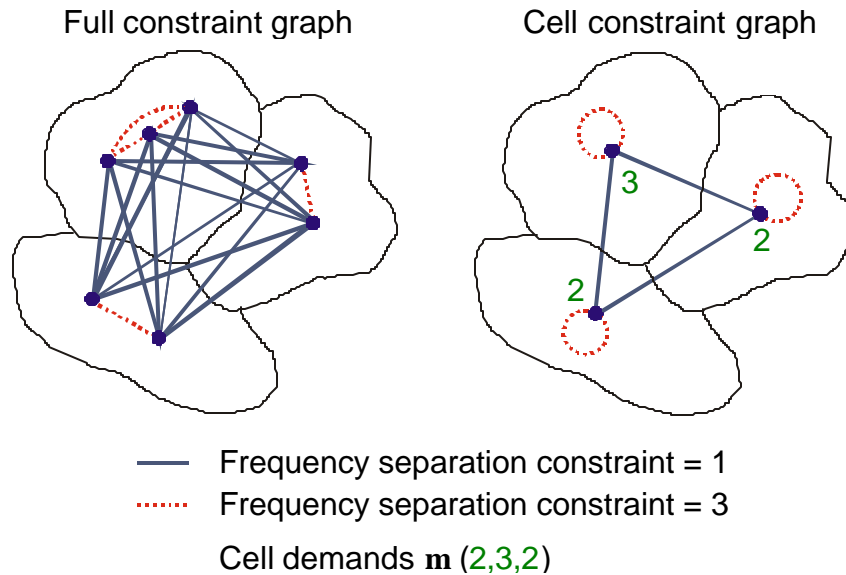 Full constraint graph
Cell constraint graph
3
2
2
Frequency separation constraint = 1
Frequency separation constraint = 3
Cell demands m (2,3,2)